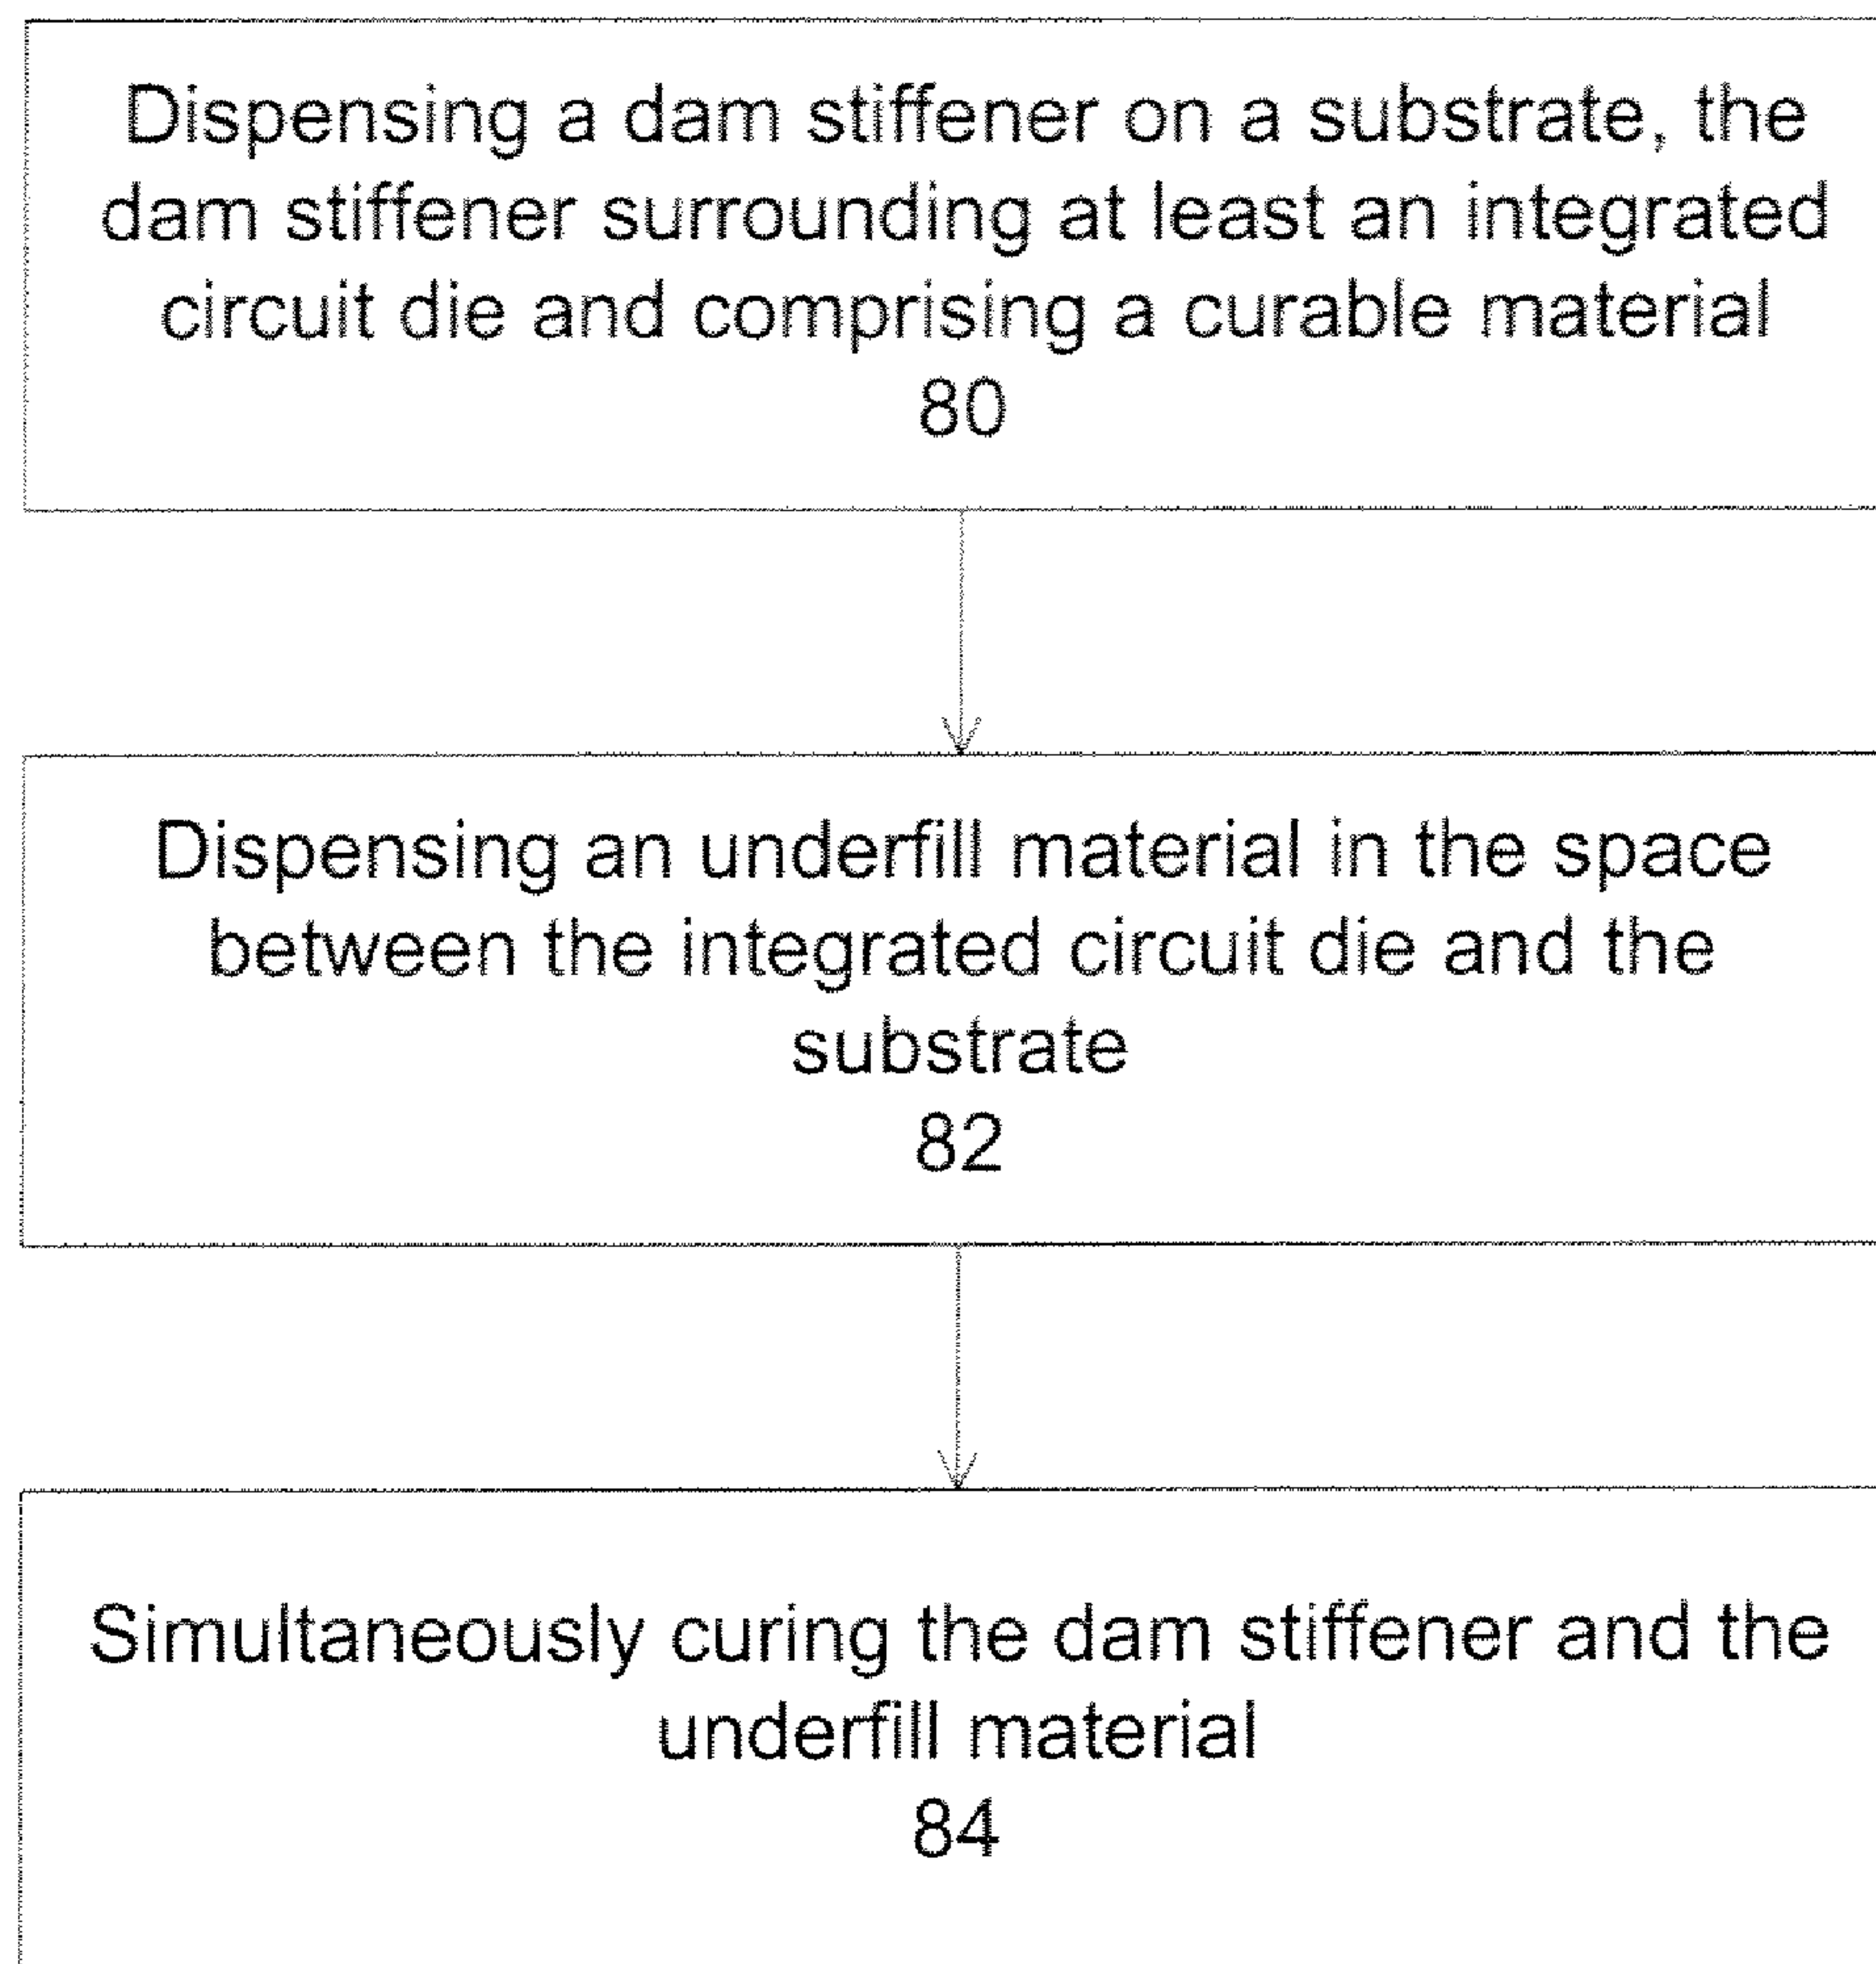 Dispensing a dam stiffener on a substrate, the
dam stiffener surrounding at least an integrated
circuit die and comprising a curable material
80
Dispensing an underfill material in the space
between the integrated circuit die and the
substrate
82
Simultaneously curing the dam stiffener and the
underfill material
84